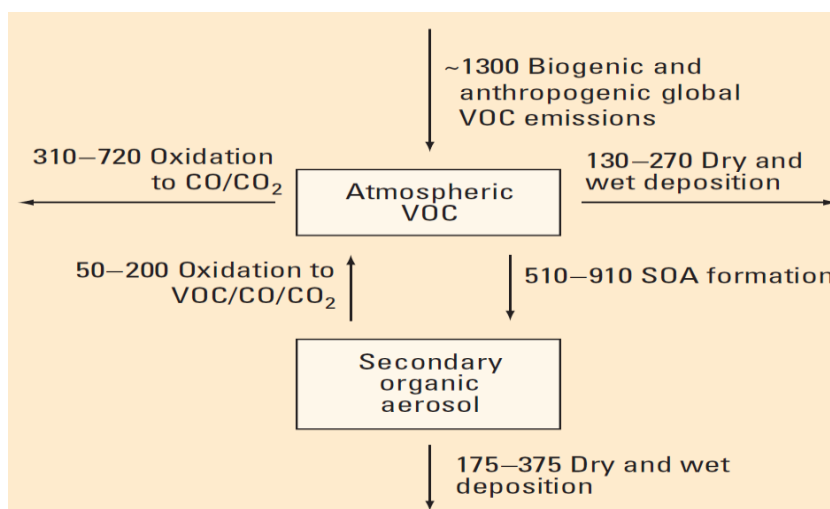 ~1300 Biogenic and
anthropogenic global
VOC emissions
310–720 Oxidation
to CO/CO₂
130–270 Dry and
wet deposition
Atmospheric
VOC
50–200 Oxidation to
VOC/CO/CO₂
510–910 SOA formation
Secondary
organic
aerosol
175–375 Dry and wet
deposition